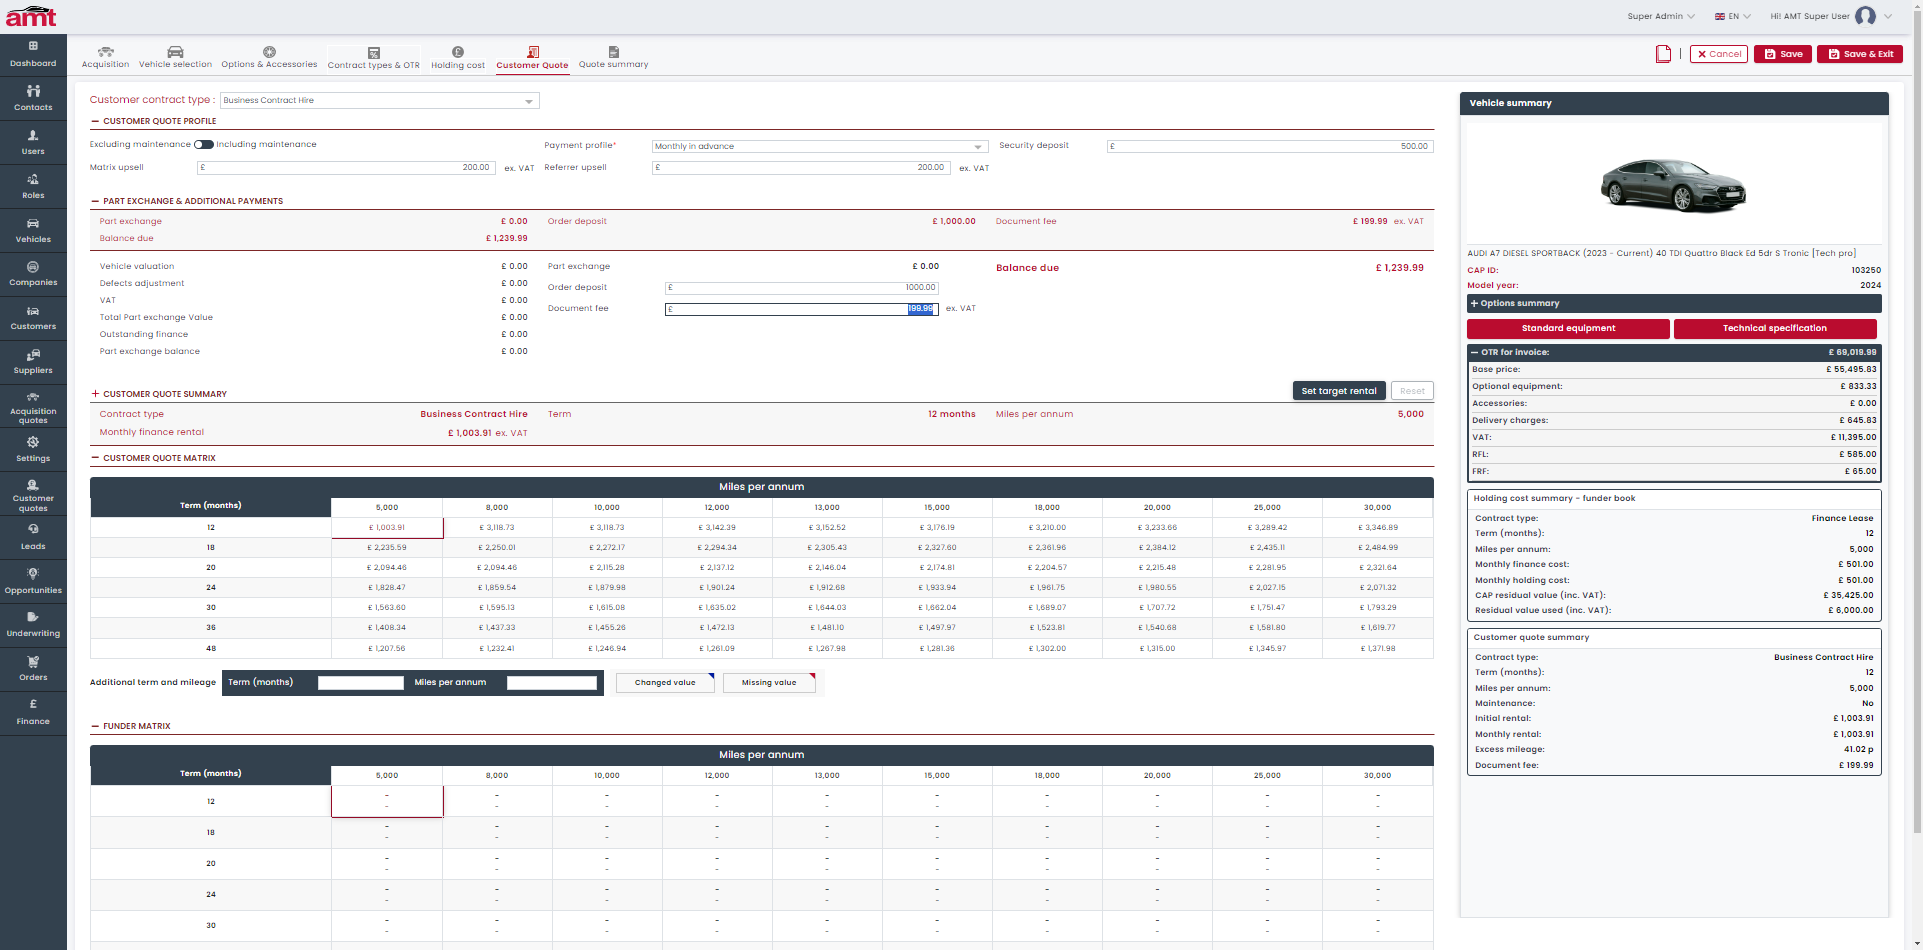 amt
Super Admin EN Hi! AMT Super User
Dashboard
Contacts
Users
Roles
Vehicles
Companies
Customers
Suppliers
Acquisition quotes
Settings
Customer quotes
Leads
Opportunities
Underwriting
Orders
Finance
Acquisition Vehicle selection Options & Accessories Contract types & OTR Holding cost Customer Quote Quote summary
Cancel Save Save & Exit
Customer contract type : Business Contract Hire
CUSTOMER QUOTE PROFILE
Excluding maintenance Including maintenance Payment profile* Monthly in advance Security deposit £ 500.00
Matrix upsell £ 200.00 ex. VAT Referrer upsell £ 200.00 ex. VAT
PART EXCHANGE & ADDITIONAL PAYMENTS
Part exchange £ 0.00 Order deposit £ 1,000.00 Document fee £ 199.99 ex. VAT
Balance due £ 1,239.99
Vehicle valuation £ 0.00 Part exchange £ 0.00 Balance due £ 1,239.99
Defects adjustment £ 0.00 Order deposit £ 1000.00
VAT £ 0.00 Document fee £ 199.99 ex. VAT
Total Part exchange Value £ 0.00
Outstanding finance £ 0.00
Part exchange balance £ 0.00
CUSTOMER QUOTE SUMMARY Set target rental Reset
Contract type Business Contract Hire Term 12 months Miles per annum 5,000
Monthly finance rental £ 1,003.91 ex. VAT
CUSTOMER QUOTE MATRIX
Miles per annum
Term (months) 5,000 8,000 10,000 12,000 13,000 15,000 18,000 20,000 25,000 30,000
12 £ 1,003.91 £ 3,118.73 £ 3,118.73 £ 3,142.39 £ 3,152.52 £ 3,176.19 £ 3,210.00 £ 3,233.66 £ 3,289.42 £ 3,346.89
18 £ 2,235.59 £ 2,250.01 £ 2,272.17 £ 2,294.34 £ 2,305.43 £ 2,327.60 £ 2,361.96 £ 2,384.12 £ 2,435.11 £ 2,484.99
20 £ 2,094.46 £ 2,094.46 £ 2,115.28 £ 2,137.12 £ 2,146.04 £ 2,174.81 £ 2,204.57 £ 2,215.48 £ 2,281.95 £ 2,321.64
24 £ 1,828.47 £ 1,859.54 £ 1,879.98 £ 1,901.24 £ 1,912.68 £ 1,933.94 £ 1,961.75 £ 1,980.55 £ 2,027.15 £ 2,071.32
30 £ 1,563.60 £ 1,595.13 £ 1,615.08 £ 1,635.02 £ 1,644.03 £ 1,662.04 £ 1,689.07 £ 1,707.72 £ 1,751.47 £ 1,793.29
36 £ 1,408.34 £ 1,437.33 £ 1,455.26 £ 1,472.13 £ 1,481.10 £ 1,497.97 £ 1,523.81 £ 1,540.68 £ 1,581.80 £ 1,619.77
48 £ 1,207.56 £ 1,232.41 £ 1,246.94 £ 1,261.09 £ 1,267.98 £ 1,281.36 £ 1,302.00 £ 1,315.00 £ 1,345.97 £ 1,371.98
Additional term and mileage Term (months) Miles per annum Changed value Missing value
FUNDER MATRIX
Miles per annum
Term (months) 5,000 8,000 10,000 12,000 13,000 15,000 18,000 20,000 25,000 30,000
12 - - - - - - - - - -
- - - - - - - - - -
18 - - - - - - - - - -
- - - - - - - - - -
20 - - - - - - - - - -
- - - - - - - - - -
24 - - - - - - - - - -
- - - - - - - - - -
30 - - - - - - - - - -
- - - - - - - - - -
Vehicle summary
AUDI A7 DIESEL SPORTBACK (2023 - Current) 40 TDI Quattro Black Ed 5dr S Tronic [Tech pro]
CAP ID: 103250
Model year: 2024
Options summary
Standard equipment Technical specification
OTR for invoice: £ 69,019.99
Base price: £ 55,495.83
Optional equipment: £ 833.33
Accessories: £ 0.00
Delivery charges: £ 645.83
VAT: £ 11,395.00
RFL: £ 585.00
FRF: £ 65.00
Holding cost summary - funder book
Contract type: Finance Lease
Term (months): 12
Miles per annum: 5,000
Monthly finance cost: £ 501.00
Monthly holding cost: £ 501.00
CAP residual value (inc. VAT): £ 35,425.00
Residual value used (inc. VAT): £ 6,000.00
Customer quote summary
Contract type: Business Contract Hire
Term (months): 12
Miles per annum: 5,000
Maintenance: No
Initial rental: £ 1,003.91
Monthly rental: £ 1,003.91
Excess mileage: 41.02 p
Document fee: £ 199.99